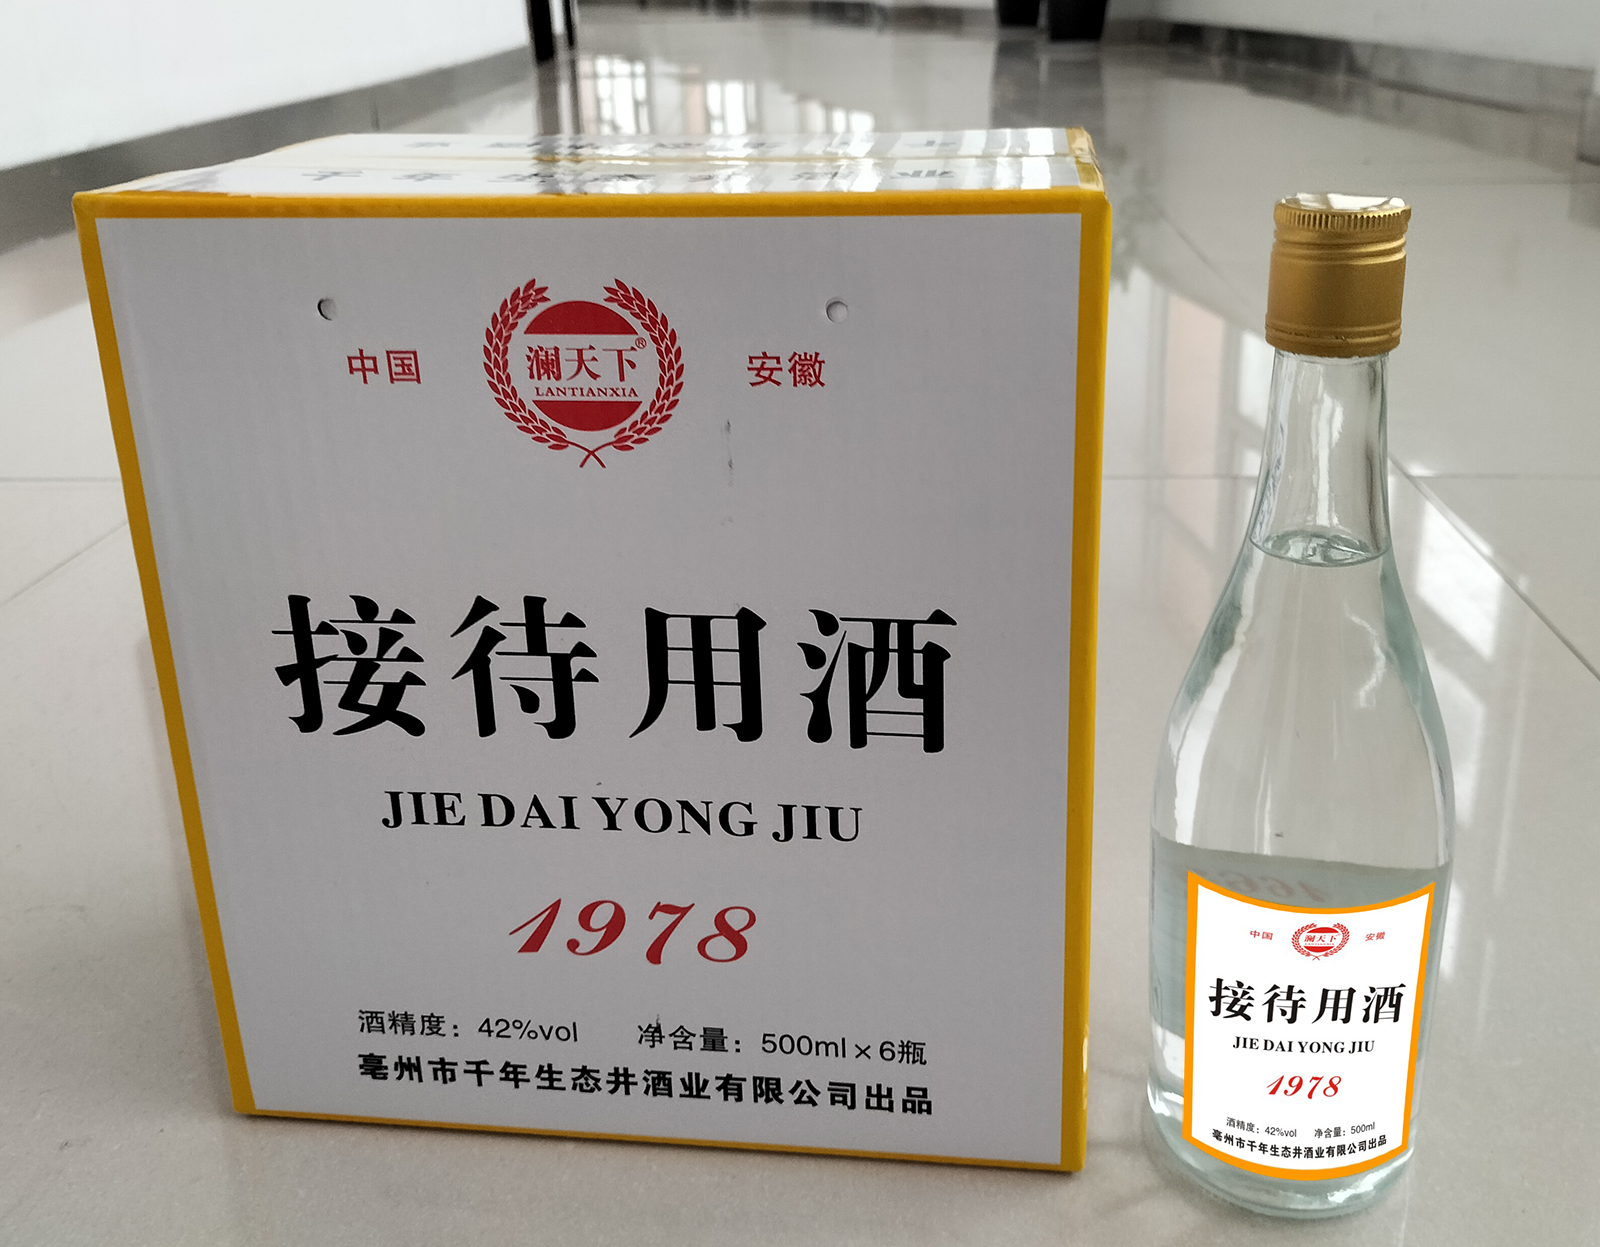 中国
澜天下®
LANTIANXIA
安徽
接待用酒
JIE DAI YONG JIU
1978
酒精度：42%vol 净含量：500ml×6瓶
亳州市千年生态井酒业有限公司出品
中国
澜天下
LANTIANXIA
安徽
接待用酒
JIE DAI YONG JIU
1978
酒精度：42%vol 净含量：500ml
亳州市千年生态井酒业有限公司出品